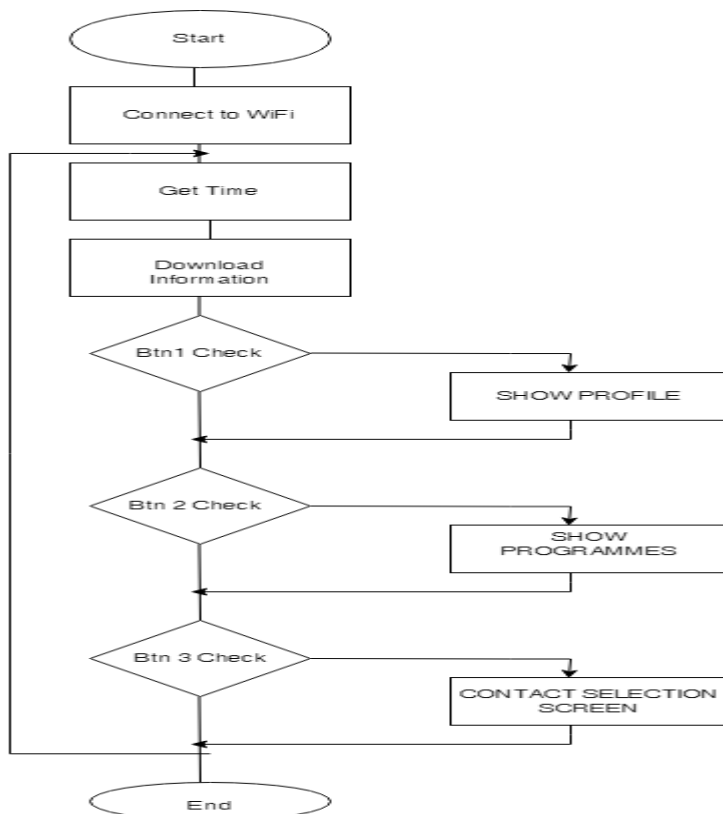 Start
Connect to WiFi
Get Time
Download
Information
Btn1 Check
SHOW PROFILE
Btn 2 Check
SHOW
PROGRAMMES
Btn 3 Check
CONTACT SELECTION
SCREEN
End